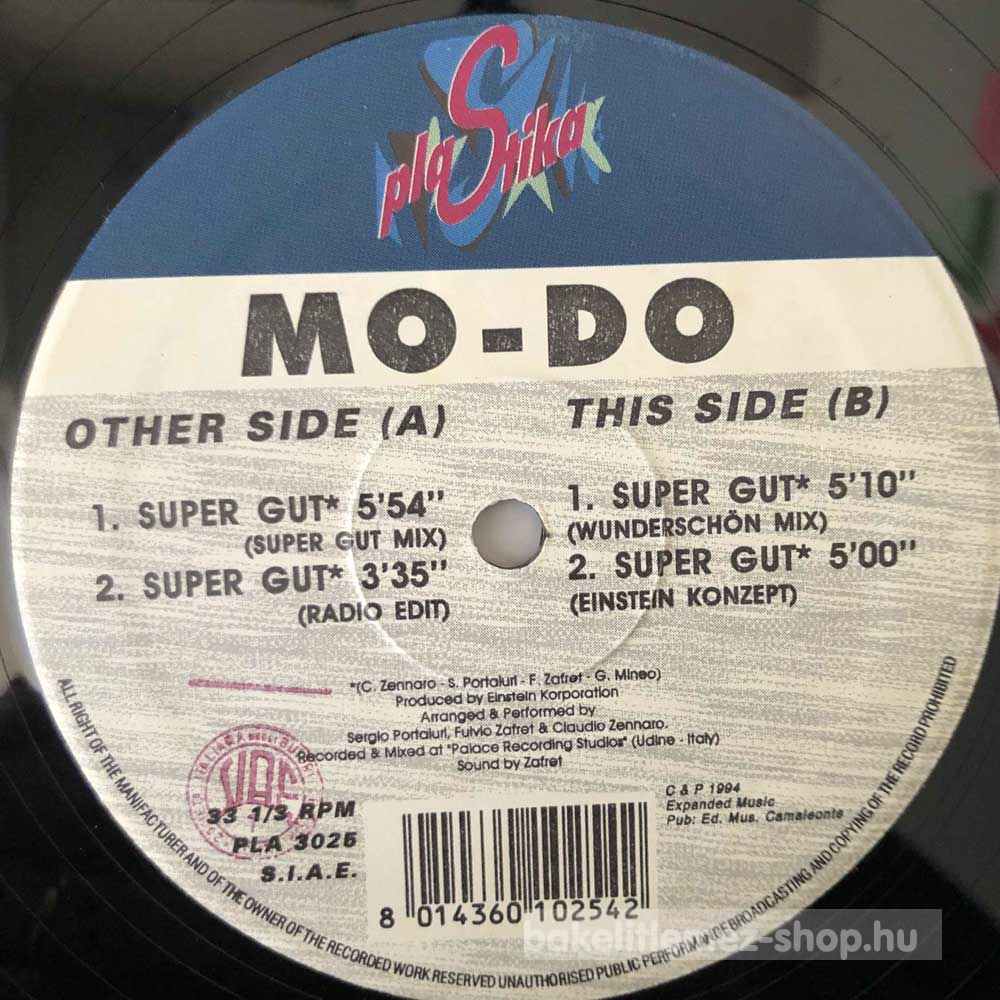 plaStika
MO-DO
OTHER SIDE (A)
1. SUPER GUT* 5'54"
(SUPER GUT MIX)
2. SUPER GUT* 3'35"
(RADIO EDIT)
THIS SIDE (B)
1. SUPER GUT* 5'10"
(WUNDERSCHÖN MIX)
2. SUPER GUT* 5'00"
(EINSTEIN KONZEPT)
*(C. Zennaro - S. Portaluri - F. Zafret - G. Mineo)
Produced by Einstein Korporation
Arranged & Performed by
Sergio Portaluri, Fulvio Zafret & Claudio Zennaro.
Recorded & Mixed at "Palace Recording Studios" (Udine - Italy)
Sound by Zafret
33 1/3 RPM
PLA 3025
S.I.A.E.
C & P 1994
Expanded Music
Pub: Ed. Mus. Camaleonte
8 014360 102542
ALL RIGHT OF THE MANIFACTURER AND OF THE OWNER OF THE RECORDED WORK RESERVED UNAUTHORISED PUBLIC PERFORMANCE BROADCASTING AND COPYING OF THE RECORD PROHIBITED
bakelitlemez-shop.hu